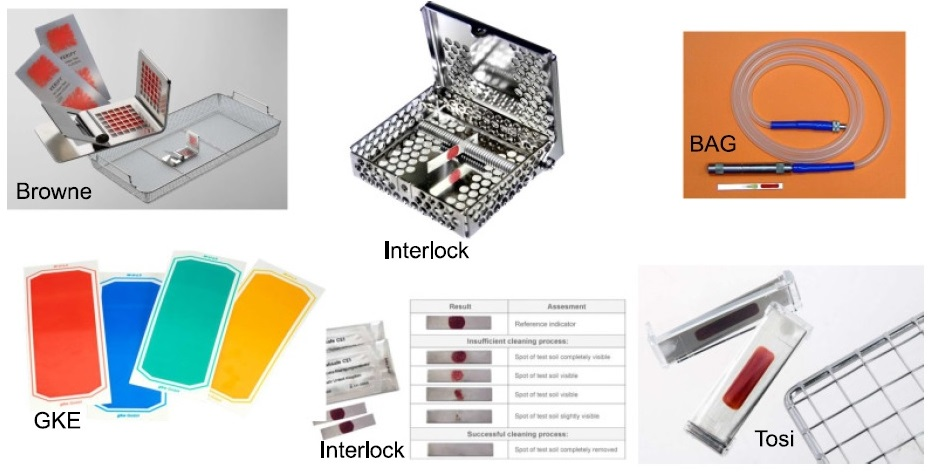 Browne
Interlock
BAG
GKE
Interlock
Result Assesment
Reference indicator
Insufficient cleaning process:
Spot of test soil completely visible
Spot of test soil visible
Spot of test soil visible
Spot of test soil slightly visible
Successful cleaning process:
Spot of test soil completely removed
Tosi